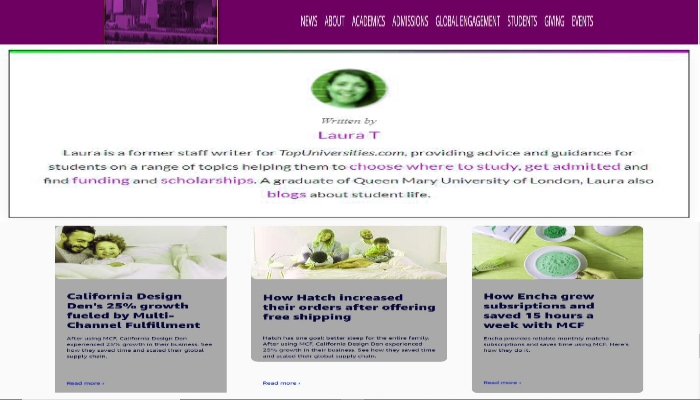 NEWS ABOUT ACADEMICS ADMISSIONS GLOBAL ENGAGEMENT STUDENTS GIVING EVENTS
Written by
Laura T
Laura is a former staff writer for TopUniversities.com, providing advice and guidance for
students on a range of topics helping them to choose where to study, get admitted and
find funding and scholarships. A graduate of Queen Mary University of London, Laura also
blogs about student life.
California Design
Den's 25% growth
fueled by Multi-
Channel Fulfillment
After using MCF, California Design Den
experienced 25% growth in their business. See
how they saved time and scaled their global
supply chain.
Read more ›
How Hatch increased
their orders after offering
free shipping
Hatch has one goal: better sleep for the entire family.
After using MCF, California Design Den experienced
25% growth in their business. See how they saved time
and scaled their global supply chain.
Read more ›
How Encha grew
subsriptions and
saved 15 hours a
week with MCF
Encha provides reliable monthly matcha
subscriptions and saves time using MCF. Here's
how they do it.
Read more ›